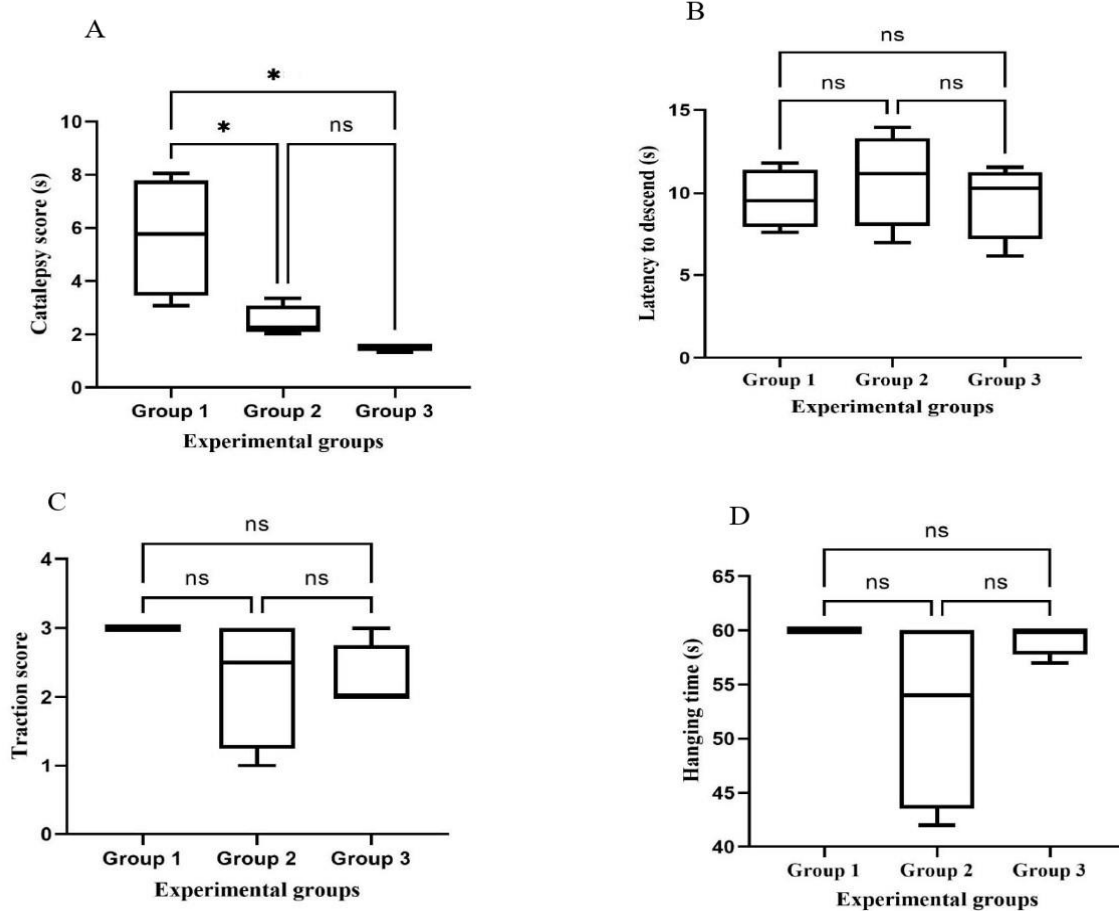 A
*
*
ns
Catalepsy score (s)
10
8
6
4
2
0
Group 1 Group 2 Group 3
Experimental groups
B
ns
ns
ns
Latency to descend (s)
15
10
5
0
Group 1 Group 2 Group 3
Experimental groups
C
ns
ns
ns
Traction score
4
3
2
1
0
Group 1 Group 2 Group 3
Experimental groups
D
ns
ns
ns
Hanging time (s)
65
60
55
50
45
40
Group 1 Group 2 Group 3
Experimental groups